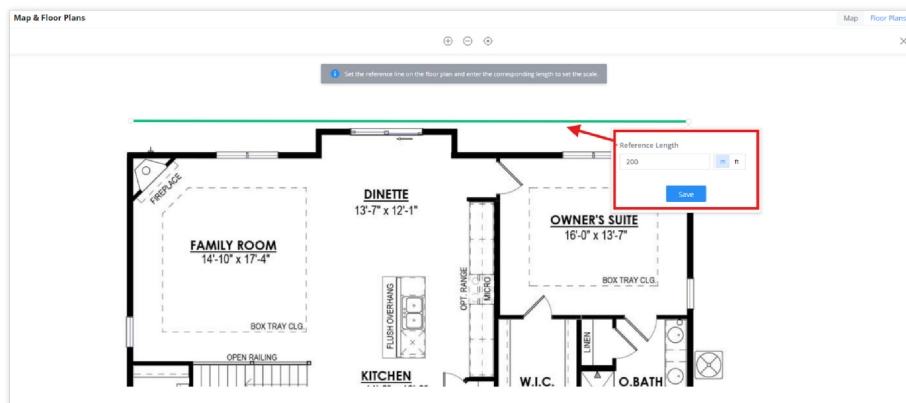 Map & Floor Plans
Map Floor Plans
Set the reference line on the floor plan and enter the corresponding length to set the scale.
* Reference Length
200 m ft
Save
FIREPLACE
DINETTE
13'-7" x 12'-1"
OWNER'S SUITE
16'-0" x 13'-7"
FAMILY ROOM
14'-10" x 17'-4"
BOX TRAY CLG.
OPT. RANGE
MICRO
FLUSH OVERHANG
BOX TRAY CLG.
LINEN
OPEN RAILING
KITCHEN
W.I.C.
O.BATH